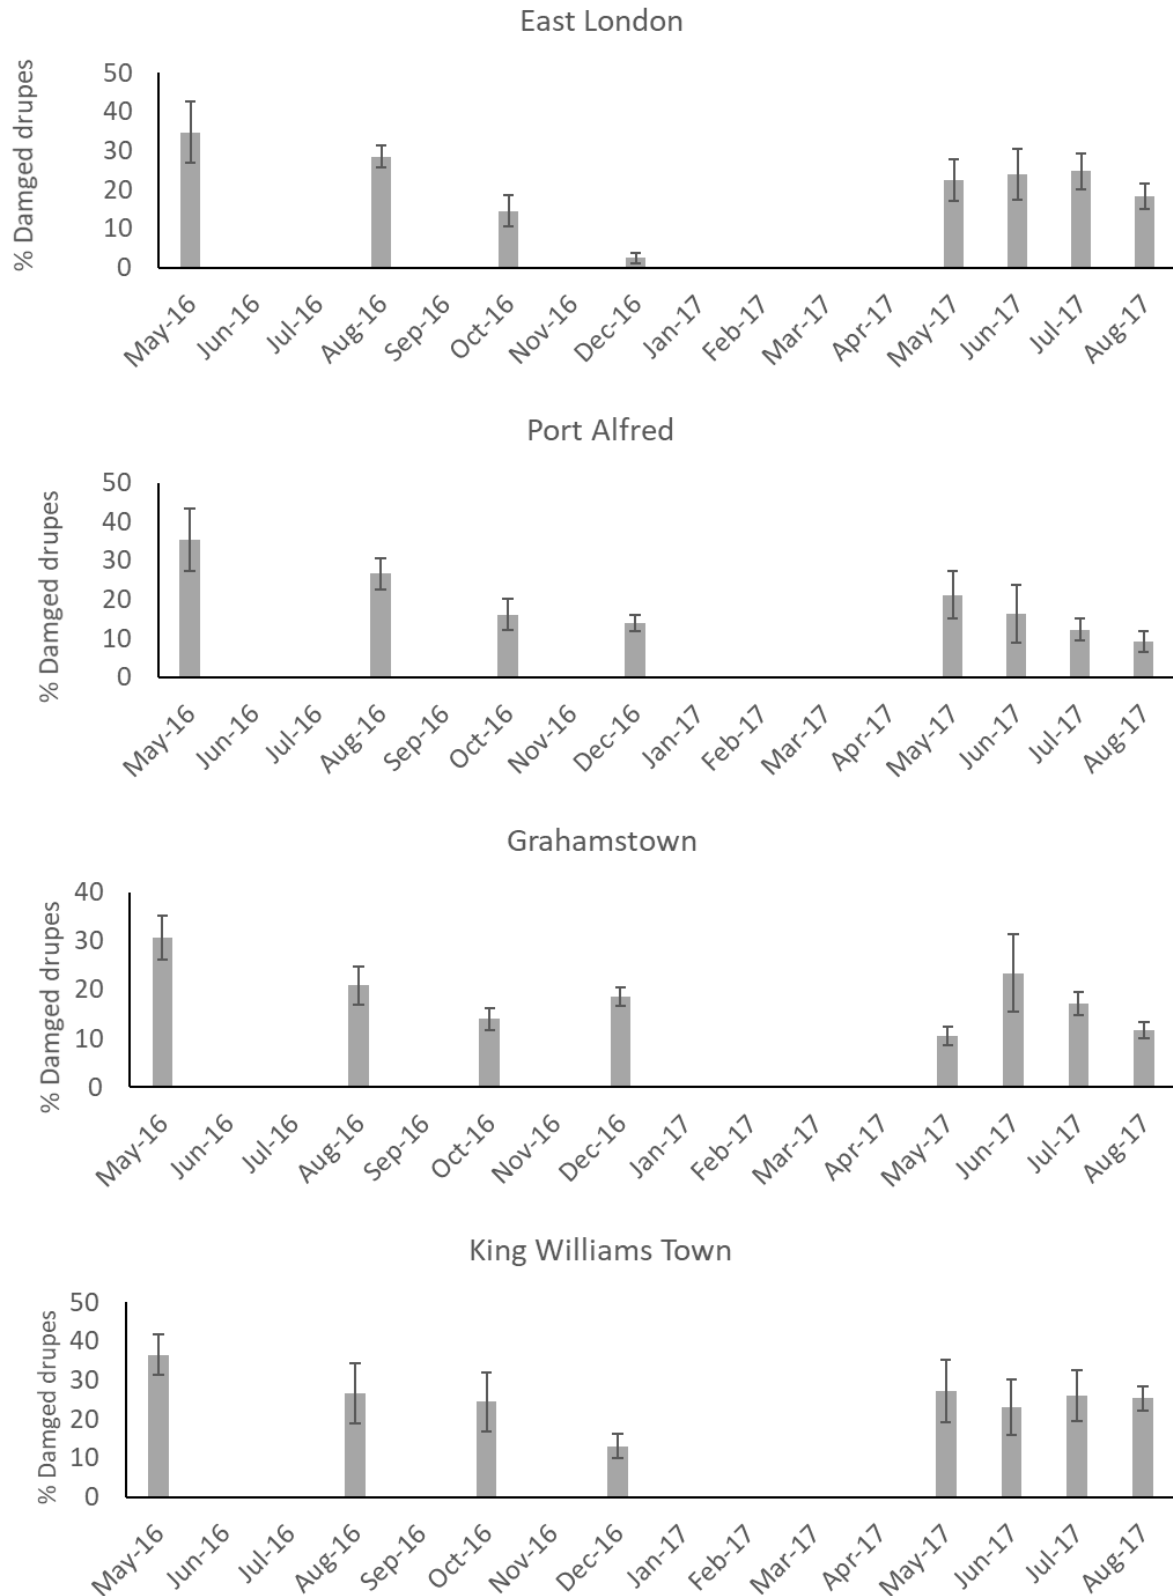 East London
% Damged drupes
50
40
30
20
10
0
May-16 Jun-16 Jul-16 Aug-16 Sep-16 Oct-16 Nov-16 Dec-16 Jan-17 Feb-17 Mar-17 Apr-17 May-17 Jun-17 Jul-17 Aug-17
Port Alfred
% Damged drupes
50
40
30
20
10
0
May-16 Jun-16 Jul-16 Aug-16 Sep-16 Oct-16 Nov-16 Dec-16 Jan-17 Feb-17 Mar-17 Apr-17 May-17 Jun-17 Jul-17 Aug-17
Grahamstown
% Damged drupes
40
30
20
10
0
May-16 Jun-16 Jul-16 Aug-16 Sep-16 Oct-16 Nov-16 Dec-16 Jan-17 Feb-17 Mar-17 Apr-17 May-17 Jun-17 Jul-17 Aug-17
King Williams Town
% Damged drupes
50
40
30
20
10
0
May-16 Jun-16 Jul-16 Aug-16 Sep-16 Oct-16 Nov-16 Dec-16 Jan-17 Feb-17 Mar-17 Apr-17 May-17 Jun-17 Jul-17 Aug-17